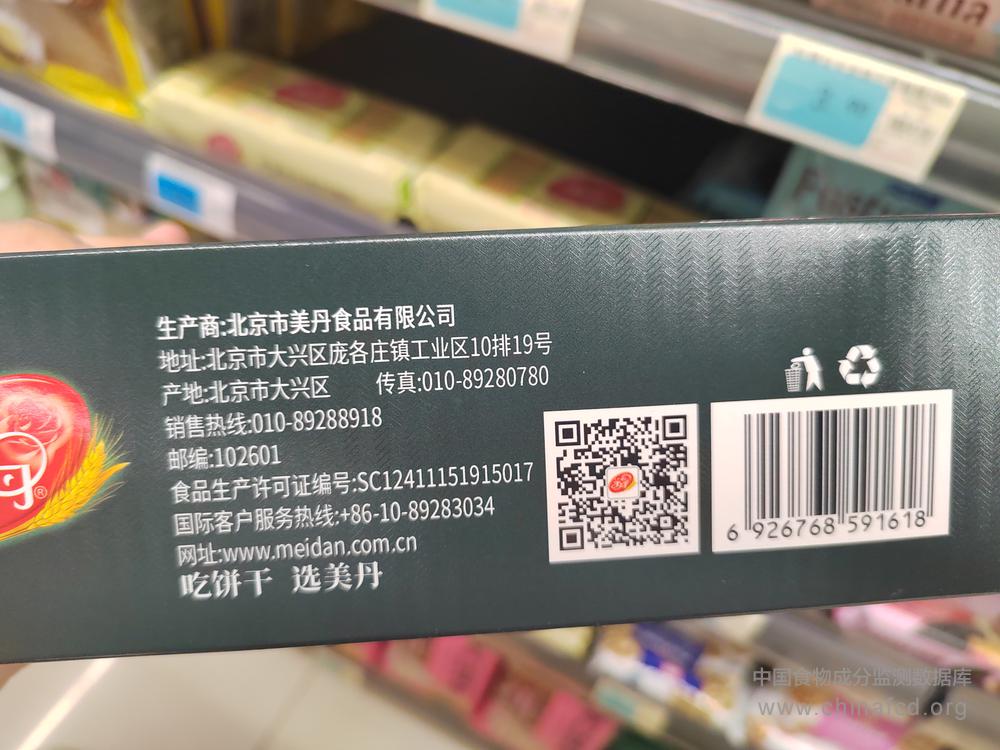 生产商:北京市美丹食品有限公司
地址:北京市大兴区庞各庄镇工业区10排19号
产地:北京市大兴区 传真:010-89280780
销售热线:010-89288918
邮编:102601
食品生产许可证编号:SC12411151915017
国际客户服务热线:+86-10-89283034
网址:www.meidan.com.cn
吃饼干 选美丹
丹®
6 926768 591618
中国食物成分监测数据库
www.chinafcd.org